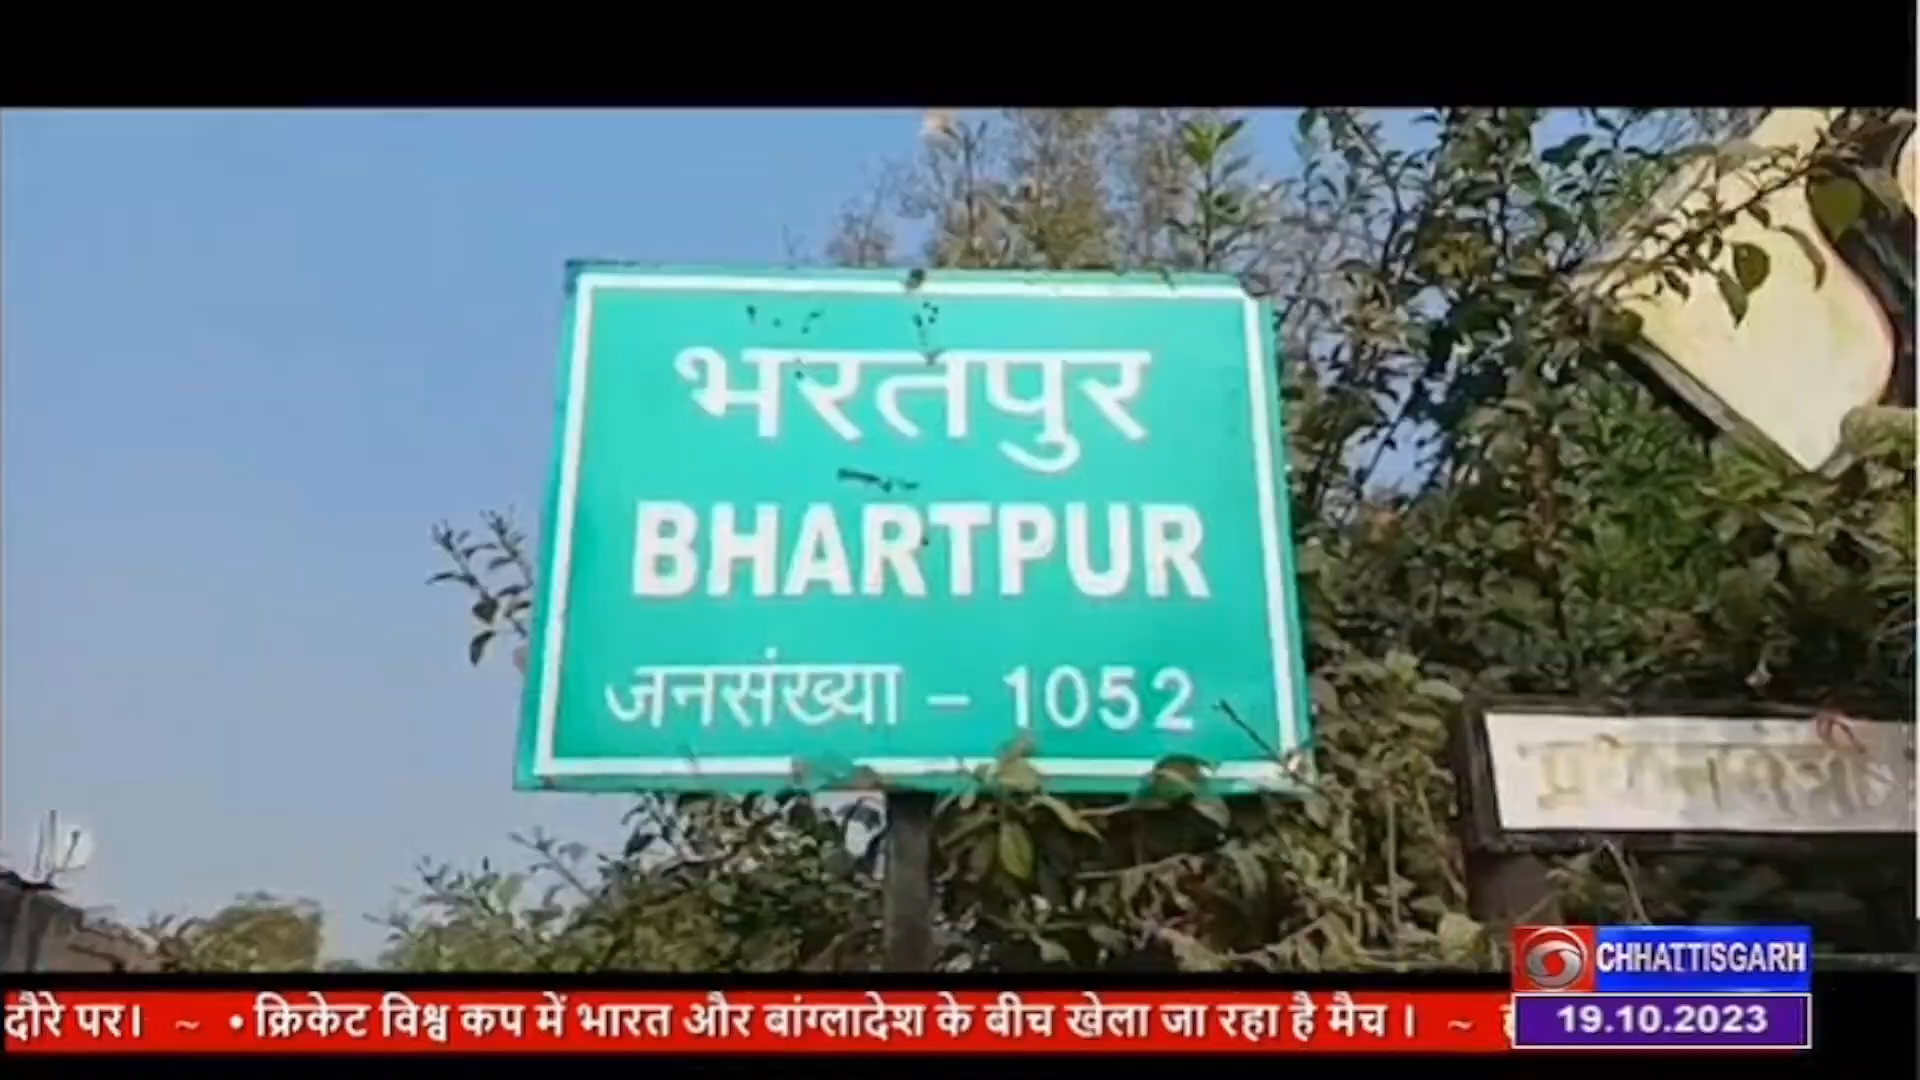 भरतपुर
BHARTPUR
जनसंख्या - 1052
CHHATTISGARH
दौरे पर। ~ • क्रिकेट विश्व कप में भारत और बांग्लादेश के बीच खेला जा रहा है मैच । ~
19.10.2023